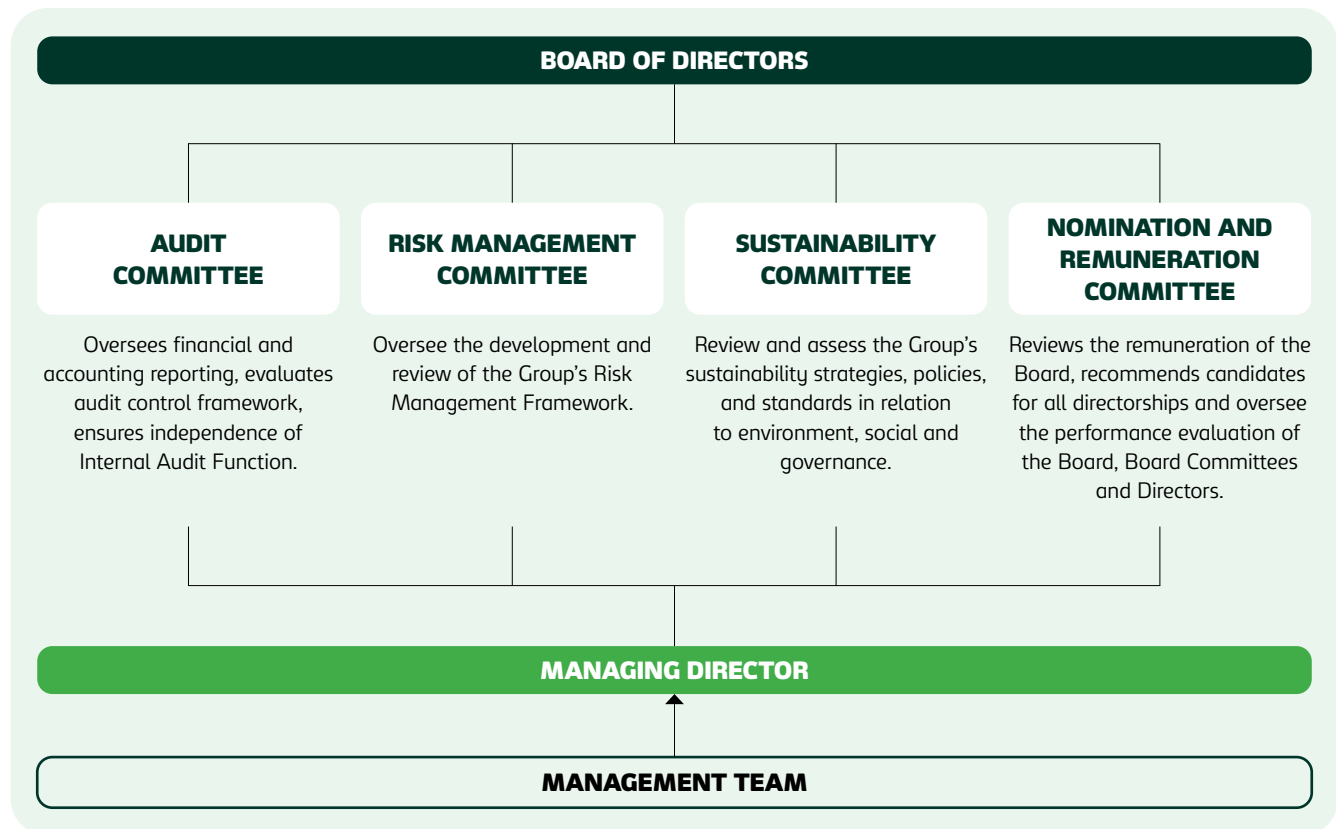 BOARD OF DIRECTORS
AUDIT
COMMITTEE
Oversees financial and
accounting reporting, evaluates
audit control framework,
ensures independence of
Internal Audit Function.
RISK MANAGEMENT
COMMITTEE
Oversee the development and
review of the Group's Risk
Management Framework.
SUSTAINABILITY
COMMITTEE
Review and assess the Group's
sustainability strategies, policies,
and standards in relation
to environment, social and
governance.
NOMINATION AND
REMUNERATION
COMMITTEE
Reviews the remuneration of the
Board, recommends candidates
for all directorships and oversee
the performance evaluation of
the Board, Board Committees
and Directors.
MANAGING DIRECTOR
MANAGEMENT TEAM